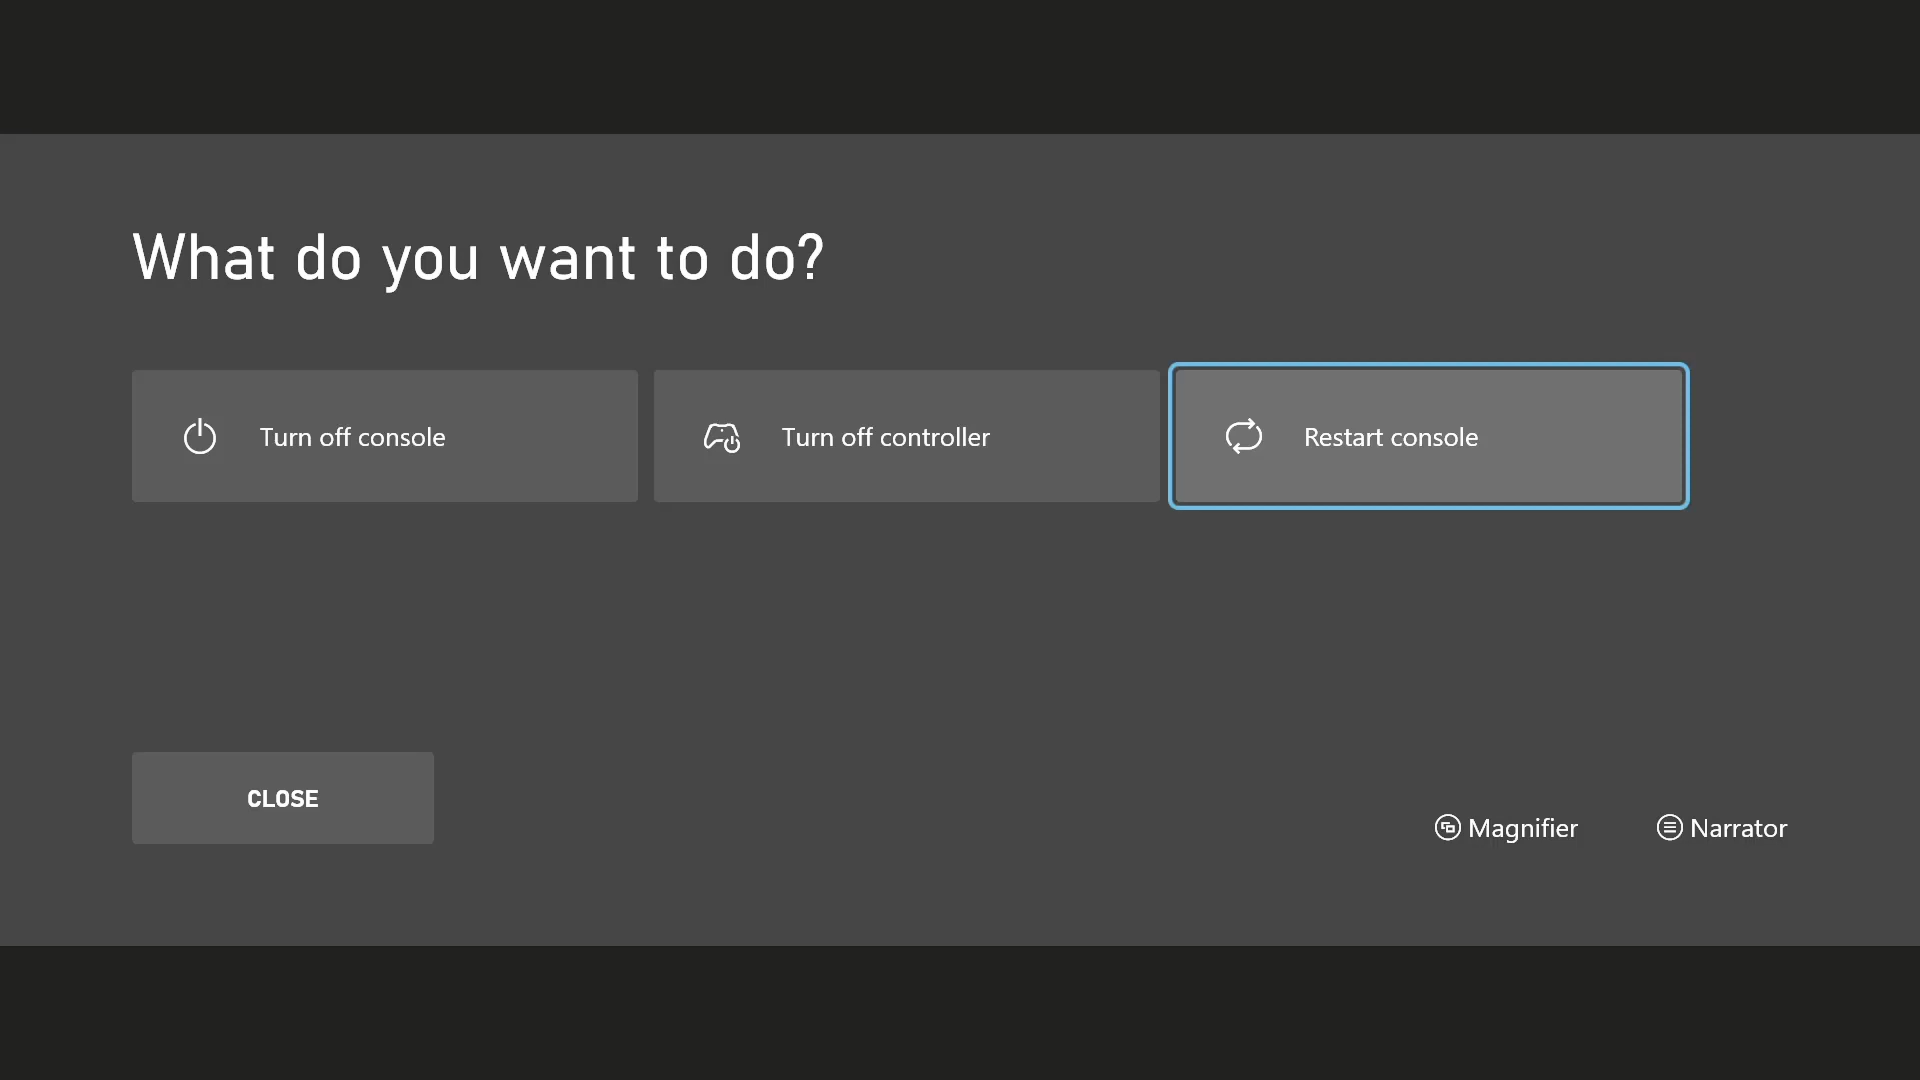 What do you want to do?
Turn off console
Turn off controller
Restart console
CLOSE
Magnifier
Narrator